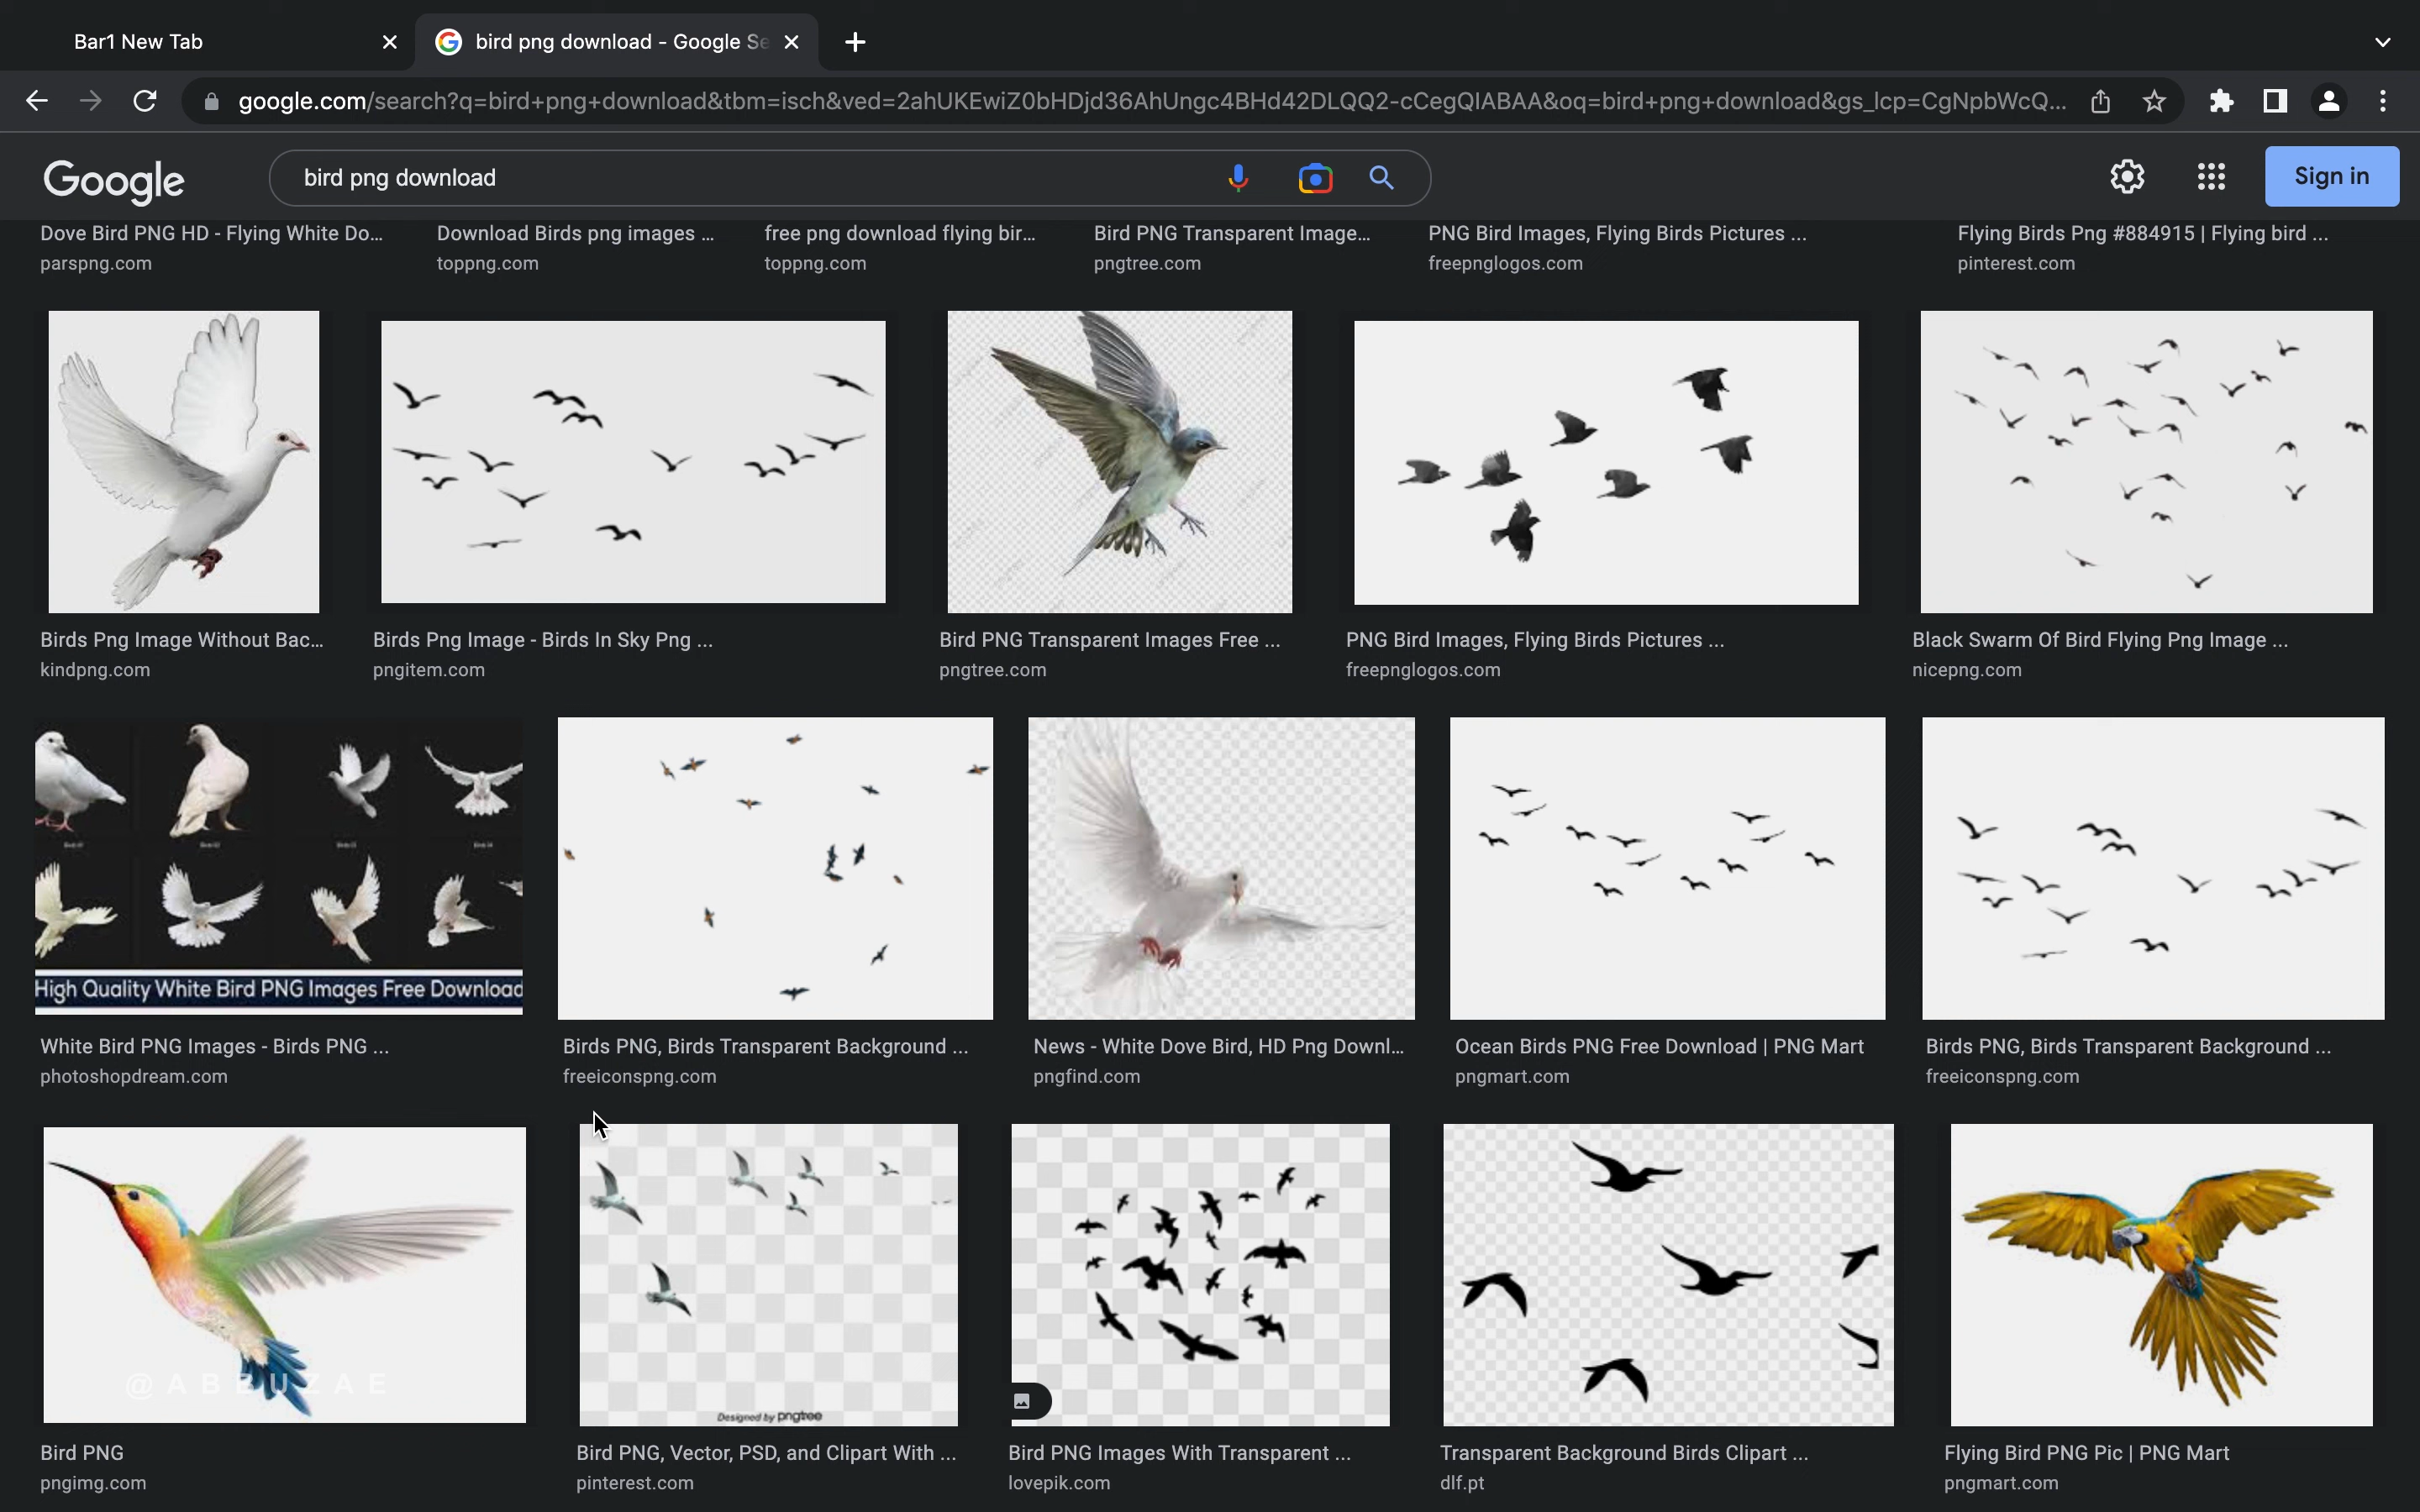 Bar1 New Tab
bird png download - Google Se
google.com/search?q=bird+png+download&tbm=isch&ved=2ahUKEwiZ0bHDjd36AhUngc4BHd42DLQQ2-cCegQIABAA&oq=bird+png+download&gs_lcp=CgNpbWcQ...
Google
bird png download
Sign in
Dove Bird PNG HD - Flying White Do...
Download Birds png images ...
free png download flying bir...
Bird PNG Transparent Image...
PNG Bird Images, Flying Birds Pictures ...
Flying Birds Png #884915 | Flying bird ...
parspng.com
toppng.com
toppng.com
pngtree.com
freepnglogos.com
pinterest.com
Birds Png Image Without Bac...
Birds Png Image - Birds In Sky Png ...
Bird PNG Transparent Images Free ...
PNG Bird Images, Flying Birds Pictures ...
Black Swarm Of Bird Flying Png Image ...
kindpng.com
pngitem.com
pngtree.com
freepnglogos.com
nicepng.com
High Quality White Bird PNG Images Free Download
White Bird PNG Images - Birds PNG ...
Birds PNG, Birds Transparent Background ...
News - White Dove Bird, HD Png Downl...
Ocean Birds PNG Free Download | PNG Mart
Birds PNG, Birds Transparent Background ...
photoshopdream.com
freeiconspng.com
pngfind.com
pngmart.com
freeiconspng.com
@ABBUZAE
Designed by pngtree
Bird PNG
Bird PNG, Vector, PSD, and Clipart With ...
Bird PNG Images With Transparent ...
Transparent Background Birds Clipart ...
Flying Bird PNG Pic | PNG Mart
pngimg.com
pinterest.com
lovepik.com
dlf.pt
pngmart.com